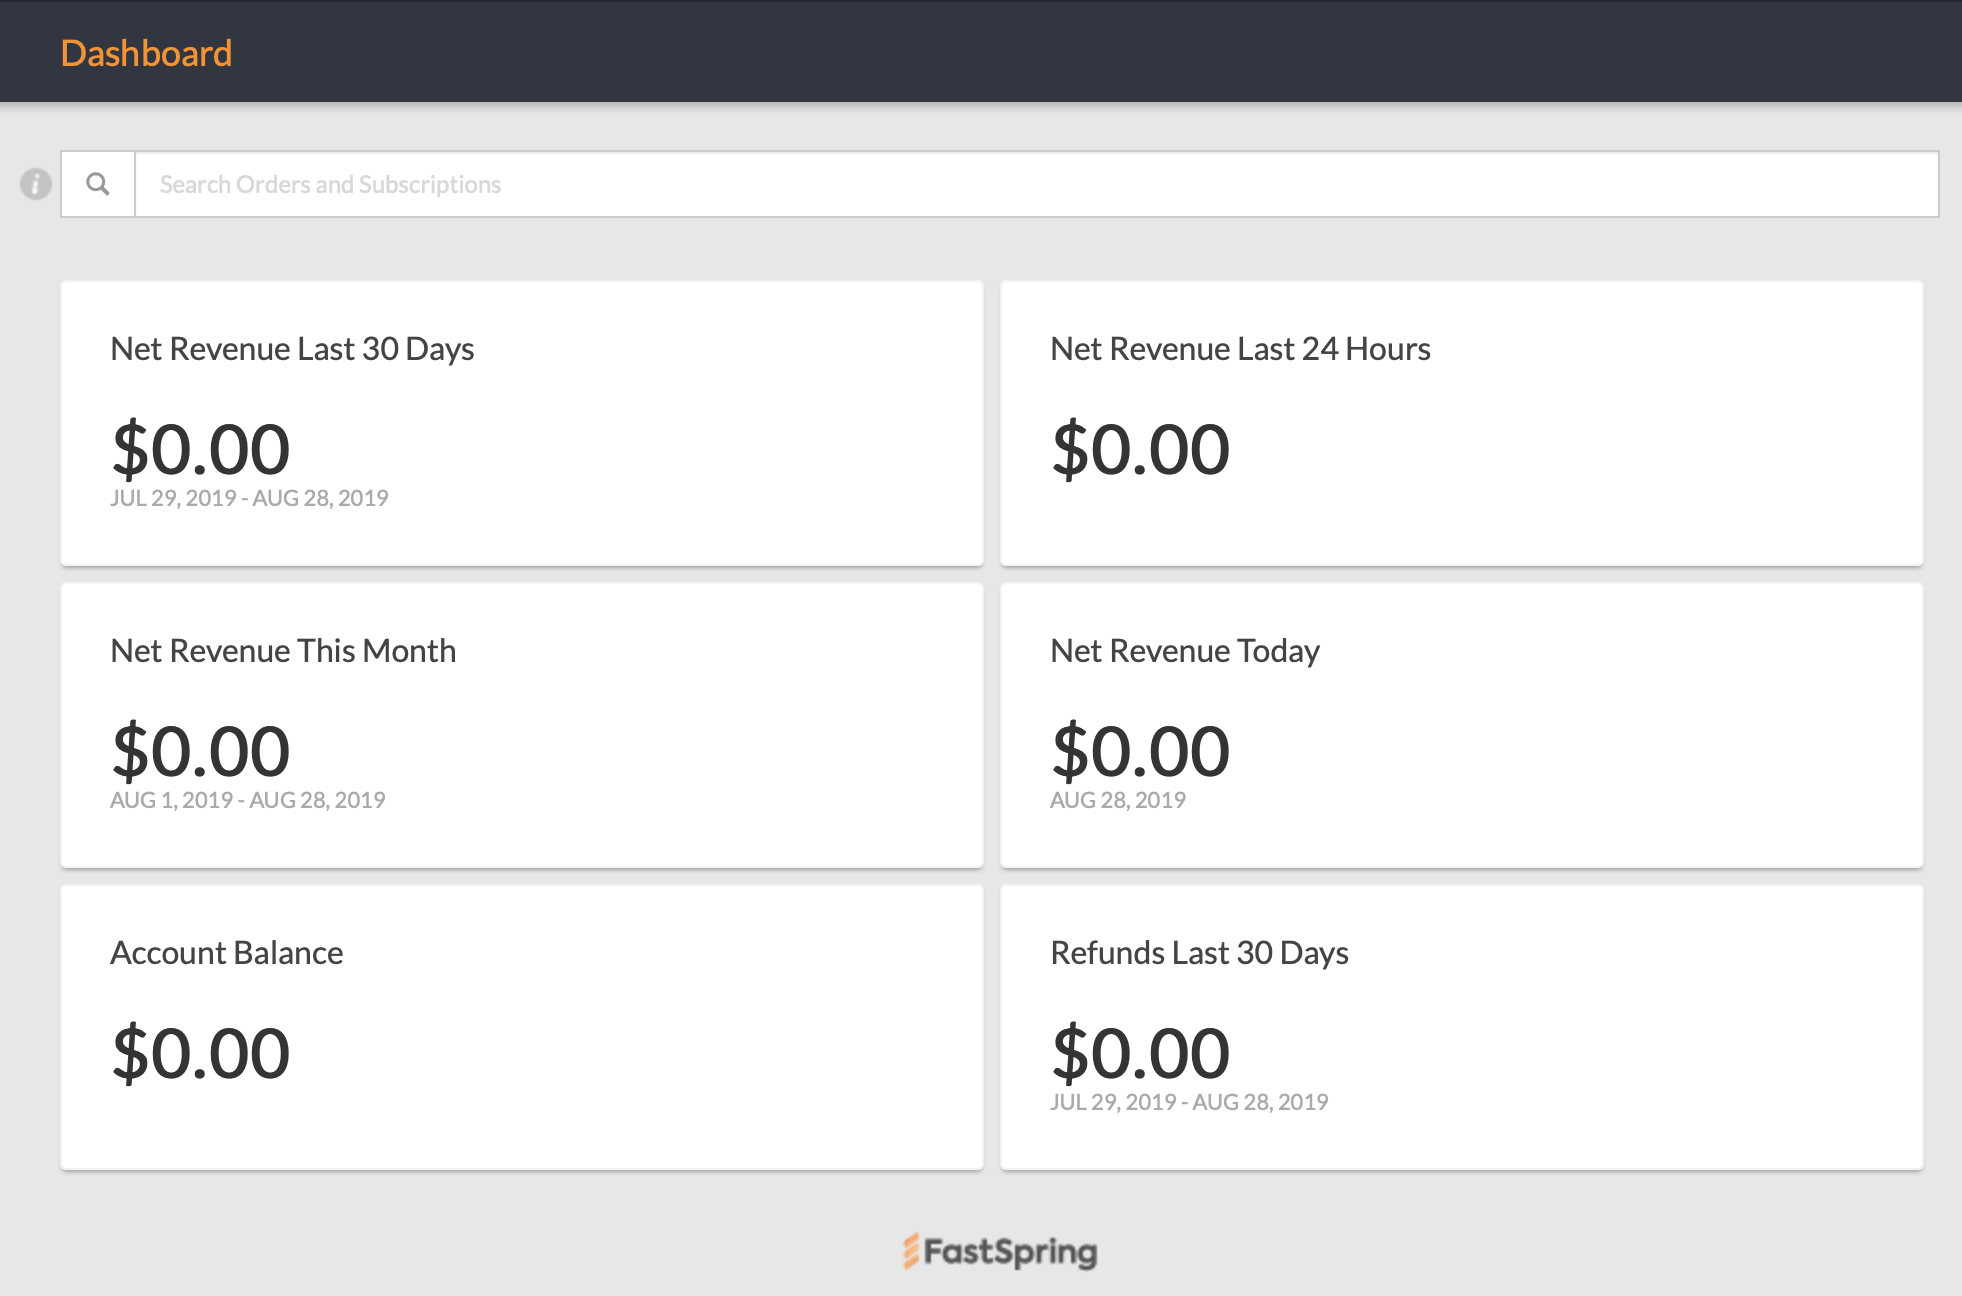 Dashboard
Search Orders and Subscriptions
Net Revenue Last 30 Days
$0.00
JUL 29, 2019 - AUG 28, 2019
Net Revenue Last 24 Hours
$0.00
Net Revenue This Month
$0.00
AUG 1, 2019 - AUG 28, 2019
Net Revenue Today
$0.00
AUG 28, 2019
Account Balance
$0.00
Refunds Last 30 Days
$0.00
JUL 29, 2019 - AUG 28, 2019
FastSpring